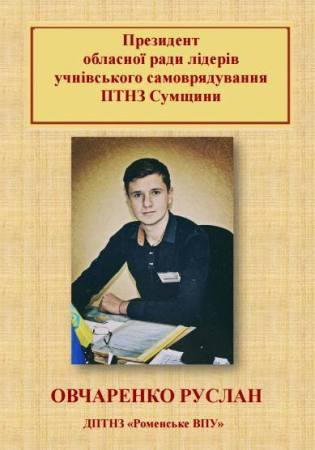 Президент
обласної ради лідерів
учнівського самоврядування
ПТНЗ Сумщини
ОВЧАРЕНКО РУСЛАН
ДПТНЗ «Роменське ВПУ»